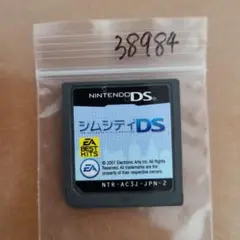 38984
NINTENDO DS
シムシティDS
EA
BEST
HITS
EA
© 2007 Electronic Arts Inc. All Rights
Reserved. All trademarks are the
property of their respective owners.
NTR-AC3J-JPN-2